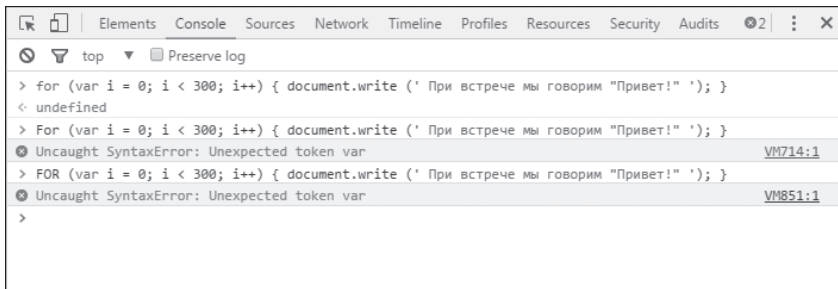 Elements Console Sources Network Timeline Profiles Resources Security Audits 2
top Preserve log
> for (var i = 0; i < 300; i++) { document.write (' При встрече мы говорим "Привет!" '); }
undefined
> For (var i = 0; i < 300; i++) { document.write (' При встрече мы говорим "Привет!" '); }
Uncaught SyntaxError: Unexpected token var VM714:1
> FOR (var i = 0; i < 300; i++) { document.write (' При встрече мы говорим "Привет!" '); }
Uncaught SyntaxError: Unexpected token var VM851:1
>